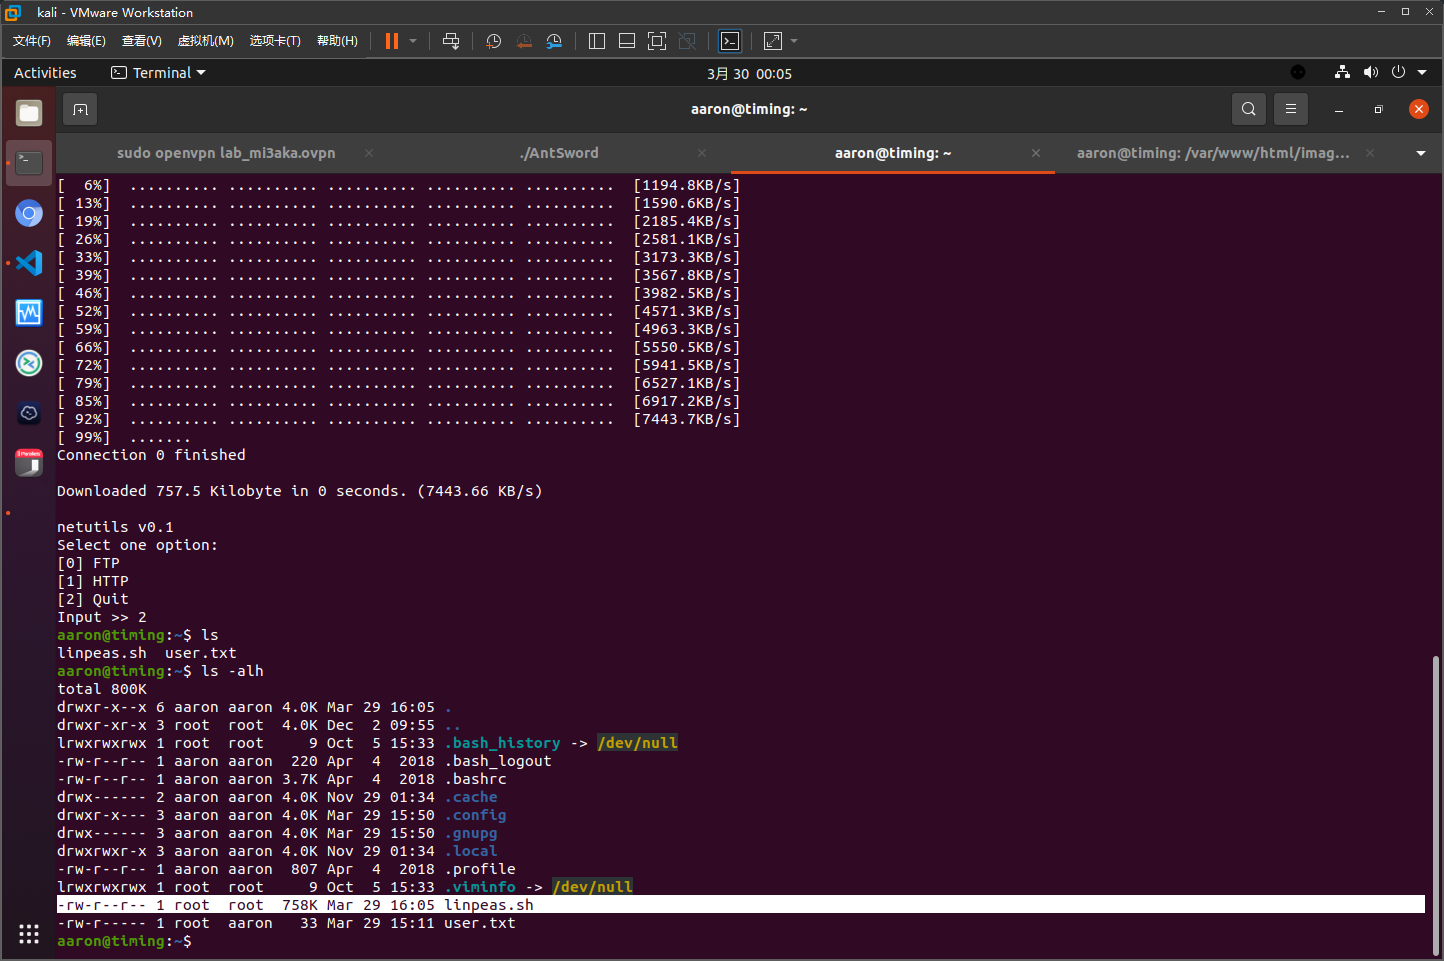 kali - VMware Workstation
文件(F) 编辑(E) 查看(V) 虚拟机(M) 选项卡(T) 帮助(H)
Activities Terminal 3月 30 00:05
aaron@timing: ~
sudo openvpn lab_mi3aka.ovpn ./AntSword aaron@timing: ~ aaron@timing: /var/www/html/imag...
[  6%]  .......... .......... .......... .......... ..........  [1194.8KB/s]
[ 13%]  .......... .......... .......... .......... ..........  [1590.6KB/s]
[ 19%]  .......... .......... .......... .......... ..........  [2185.4KB/s]
[ 26%]  .......... .......... .......... .......... ..........  [2581.1KB/s]
[ 33%]  .......... .......... .......... .......... ..........  [3173.3KB/s]
[ 39%]  .......... .......... .......... .......... ..........  [3567.8KB/s]
[ 46%]  .......... .......... .......... .......... ..........  [3982.5KB/s]
[ 52%]  .......... .......... .......... .......... ..........  [4571.3KB/s]
[ 59%]  .......... .......... .......... .......... ..........  [4963.3KB/s]
[ 66%]  .......... .......... .......... .......... ..........  [5550.5KB/s]
[ 72%]  .......... .......... .......... .......... ..........  [5941.5KB/s]
[ 79%]  .......... .......... .......... .......... ..........  [6527.1KB/s]
[ 85%]  .......... .......... .......... .......... ..........  [6917.2KB/s]
[ 92%]  .......... .......... .......... .......... ..........  [7443.7KB/s]
[ 99%]  .......
Connection 0 finished
Downloaded 757.5 Kilobyte in 0 seconds. (7443.66 KB/s)
netutils v0.1
Select one option:
[0] FTP
[1] HTTP
[2] Quit
Input >> 2
aaron@timing:~$ ls
linpeas.sh  user.txt
aaron@timing:~$ ls -alh
total 800K
drwxr-x--x 6 aaron aaron 4.0K Mar 29 16:05 .
drwxr-xr-x 3 root  root  4.0K Dec  2 09:55 ..
lrwxrwxrwx 1 root  root     9 Oct  5 15:33 .bash_history -> /dev/null
-rw-r--r-- 1 aaron aaron  220 Apr  4  2018 .bash_logout
-rw-r--r-- 1 aaron aaron 3.7K Apr  4  2018 .bashrc
drwx------ 2 aaron aaron 4.0K Nov 29 01:34 .cache
drwxr-x--- 3 aaron aaron 4.0K Mar 29 15:50 .config
drwx------ 3 aaron aaron 4.0K Mar 29 15:50 .gnupg
drwxrwxr-x 3 aaron aaron 4.0K Nov 29 01:34 .local
-rw-r--r-- 1 aaron aaron  807 Apr  4  2018 .profile
lrwxrwxrwx 1 root  root     9 Oct  5 15:33 .viminfo -> /dev/null
-rw-r--r-- 1 root  root  758K Mar 29 16:05 linpeas.sh
-rw-r----- 1 root  aaron   33 Mar 29 15:11 user.txt
aaron@timing:~$